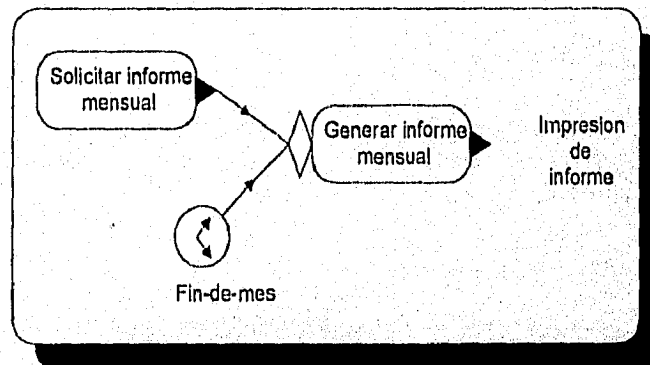 Solicitar informe
mensual
Generar informe
mensual
Impresion
de
informe
Fin-de-mes